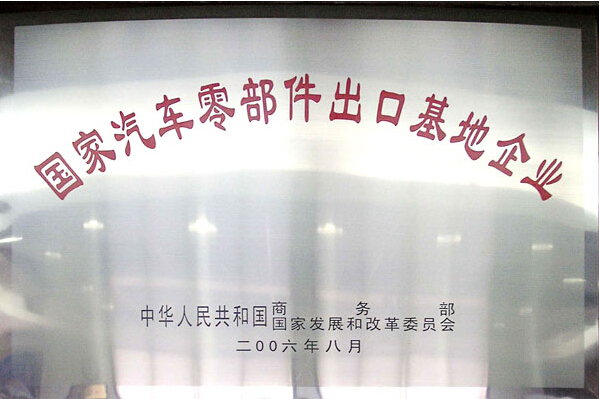 国家汽车零部件出口基地企业
中华人民共和国商务部
国家发展和改革委员会
二00六年八月